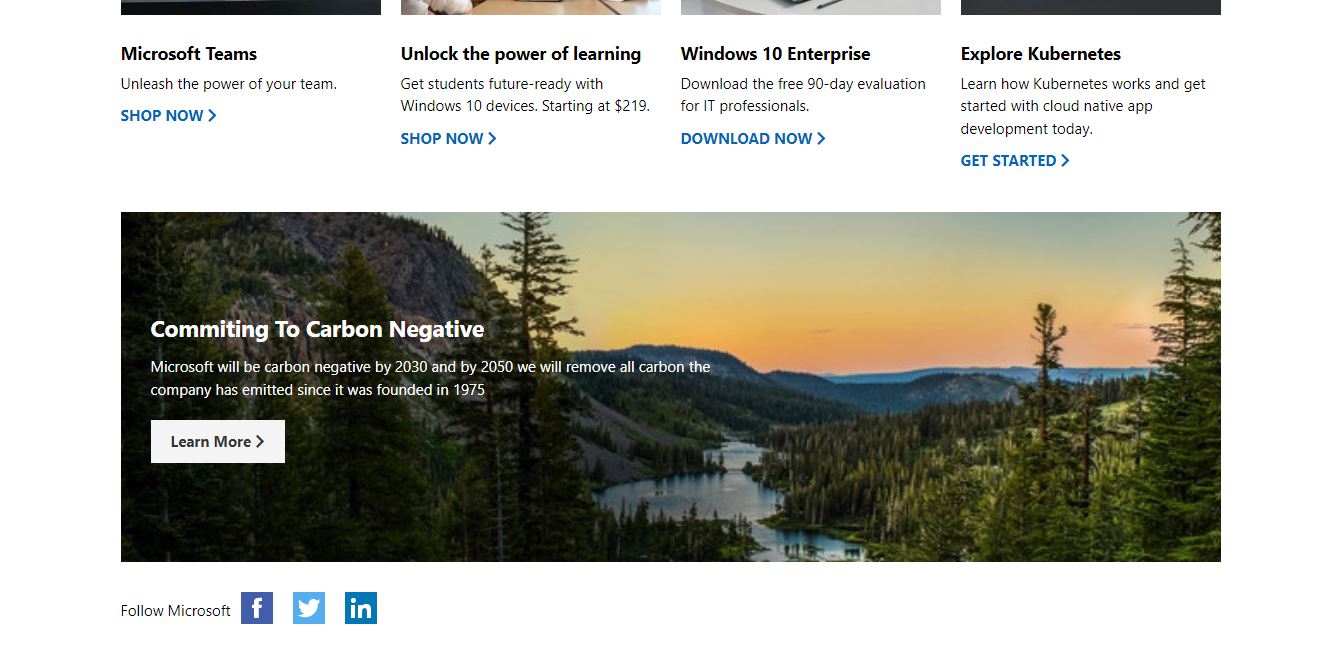 Microsoft Teams
Unleash the power of your team.
SHOP NOW
Unlock the power of learning
Get students future-ready with
Windows 10 devices. Starting at $219.
SHOP NOW
Windows 10 Enterprise
Download the free 90-day evaluation
for IT professionals.
DOWNLOAD NOW
Explore Kubernetes
Learn how Kubernetes works and get
started with cloud native app
development today.
GET STARTED
Commiting To Carbon Negative
Microsoft will be carbon negative by 2030 and by 2050 we will remove all carbon the
company has emitted since it was founded in 1975
Learn More
Follow Microsoft
f
in